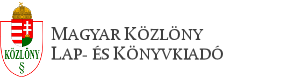 KÖZLÖNY
§
MAGYAR KÖZLÖNY
LAP- ÉS KÖNYVKIADÓ